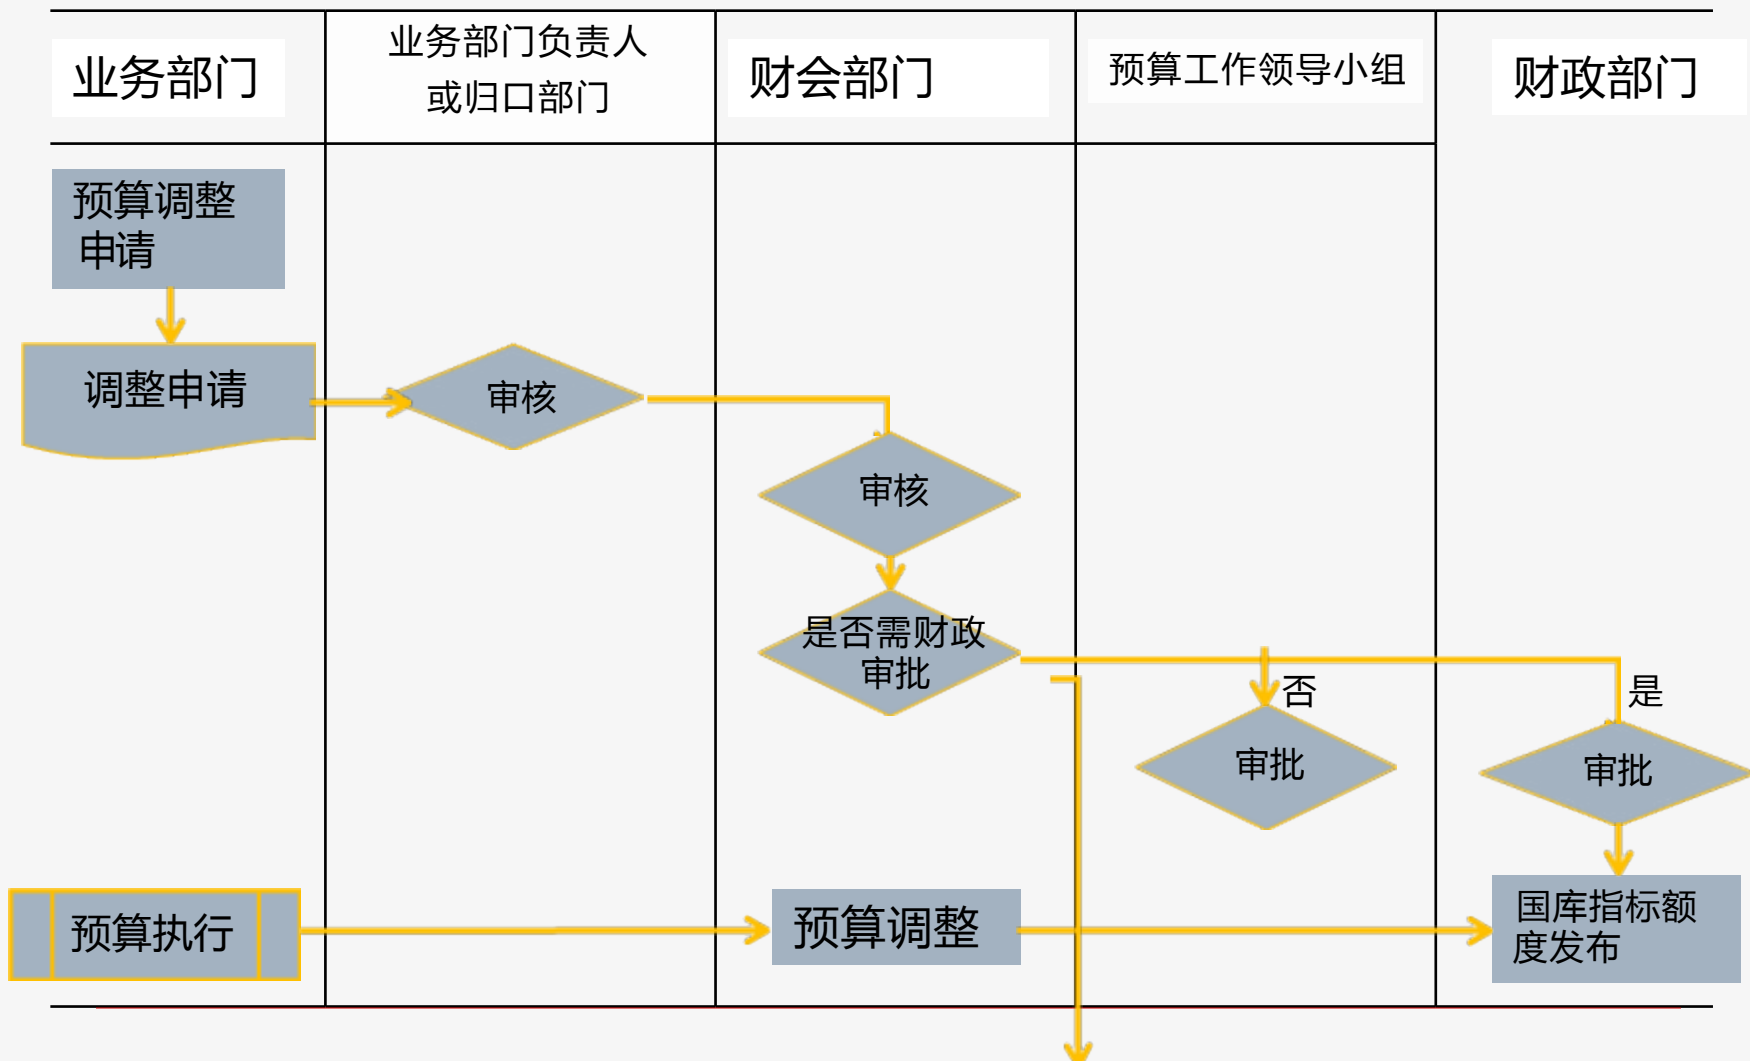 业务部门
业务部门负责人
或归口部门
财会部门
预算工作领导小组
财政部门
预算调整
申请
调整申请
审核
审核
是否需财政
审批
否
是
审批
审批
预算执行
预算调整
国库指标额
度发布